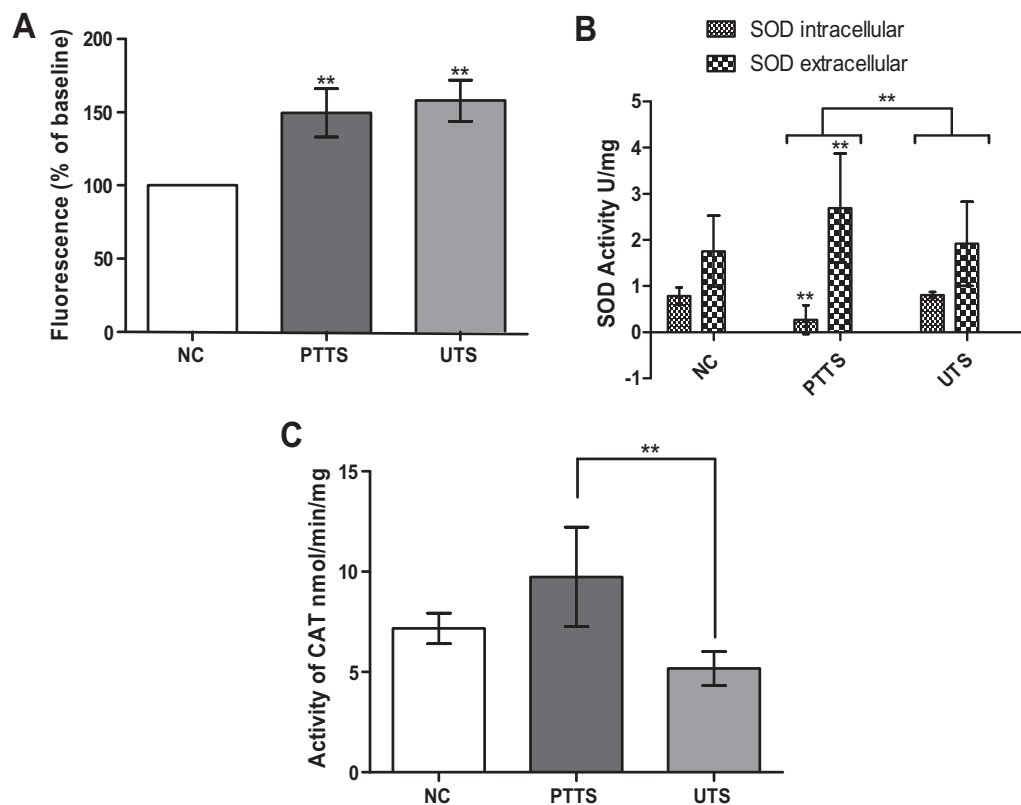 A
Fluorescence (% of baseline)
200
150
100
50
0
**
**
NC
PTTS
UTS
B
SOD intracellular
SOD extracellular
SOD Activity U/mg
5
4
3
2
1
0
-1
**
**
**
NC
PTTS
UTS
C
Activity of CAT nmol/min/mg
15
10
5
0
**
NC
PTTS
UTS